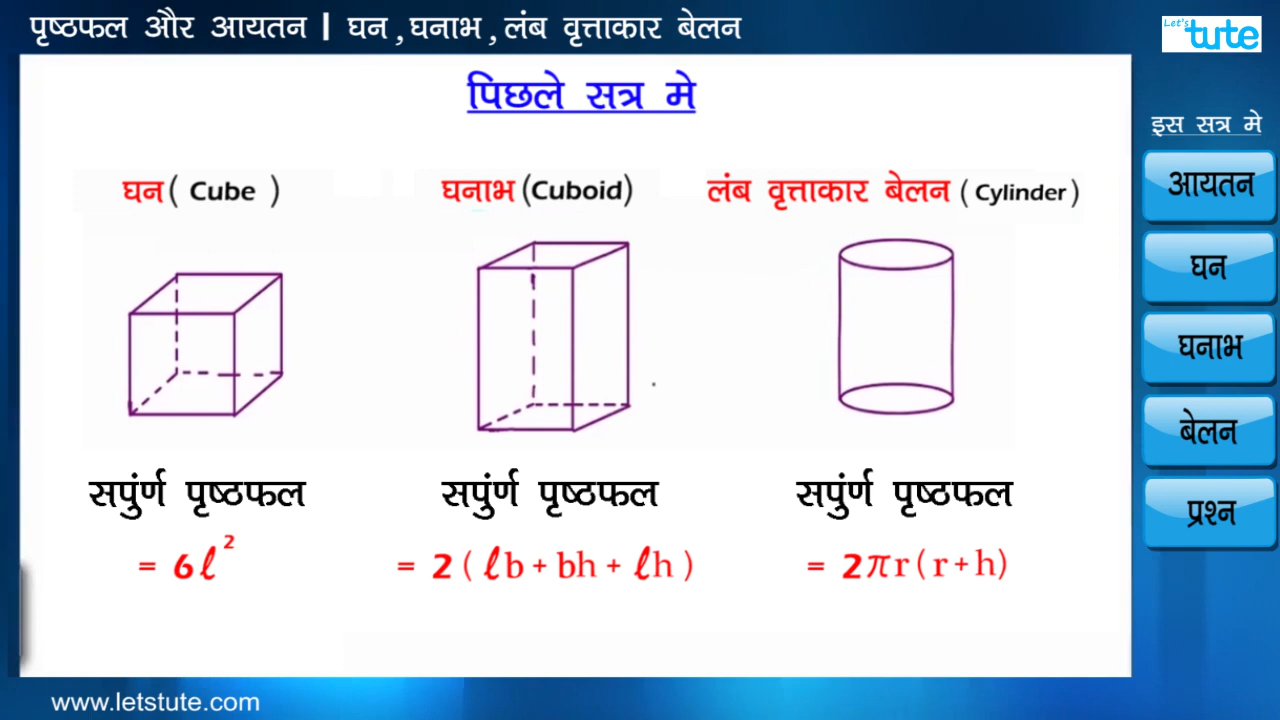 पृष्ठफल और आयतन | घन , घनाभ , लंब वृत्ताकार बेलन
Let's
tute
पिछले सत्र मे
इस सत्र मे
घन ( Cube )
घनाभ (Cuboid)
लंब वृत्ताकार बेलन ( Cylinder )
आयतन
घन
घनाभ
बेलन
प्रश्न
सपुंर्ण पृष्ठफल
सपुंर्ण पृष्ठफल
सपुंर्ण पृष्ठफल
= 6ℓ²
= 2 ( ℓb + bh + ℓh )
= 2πr ( r + h )
www.letstute.com